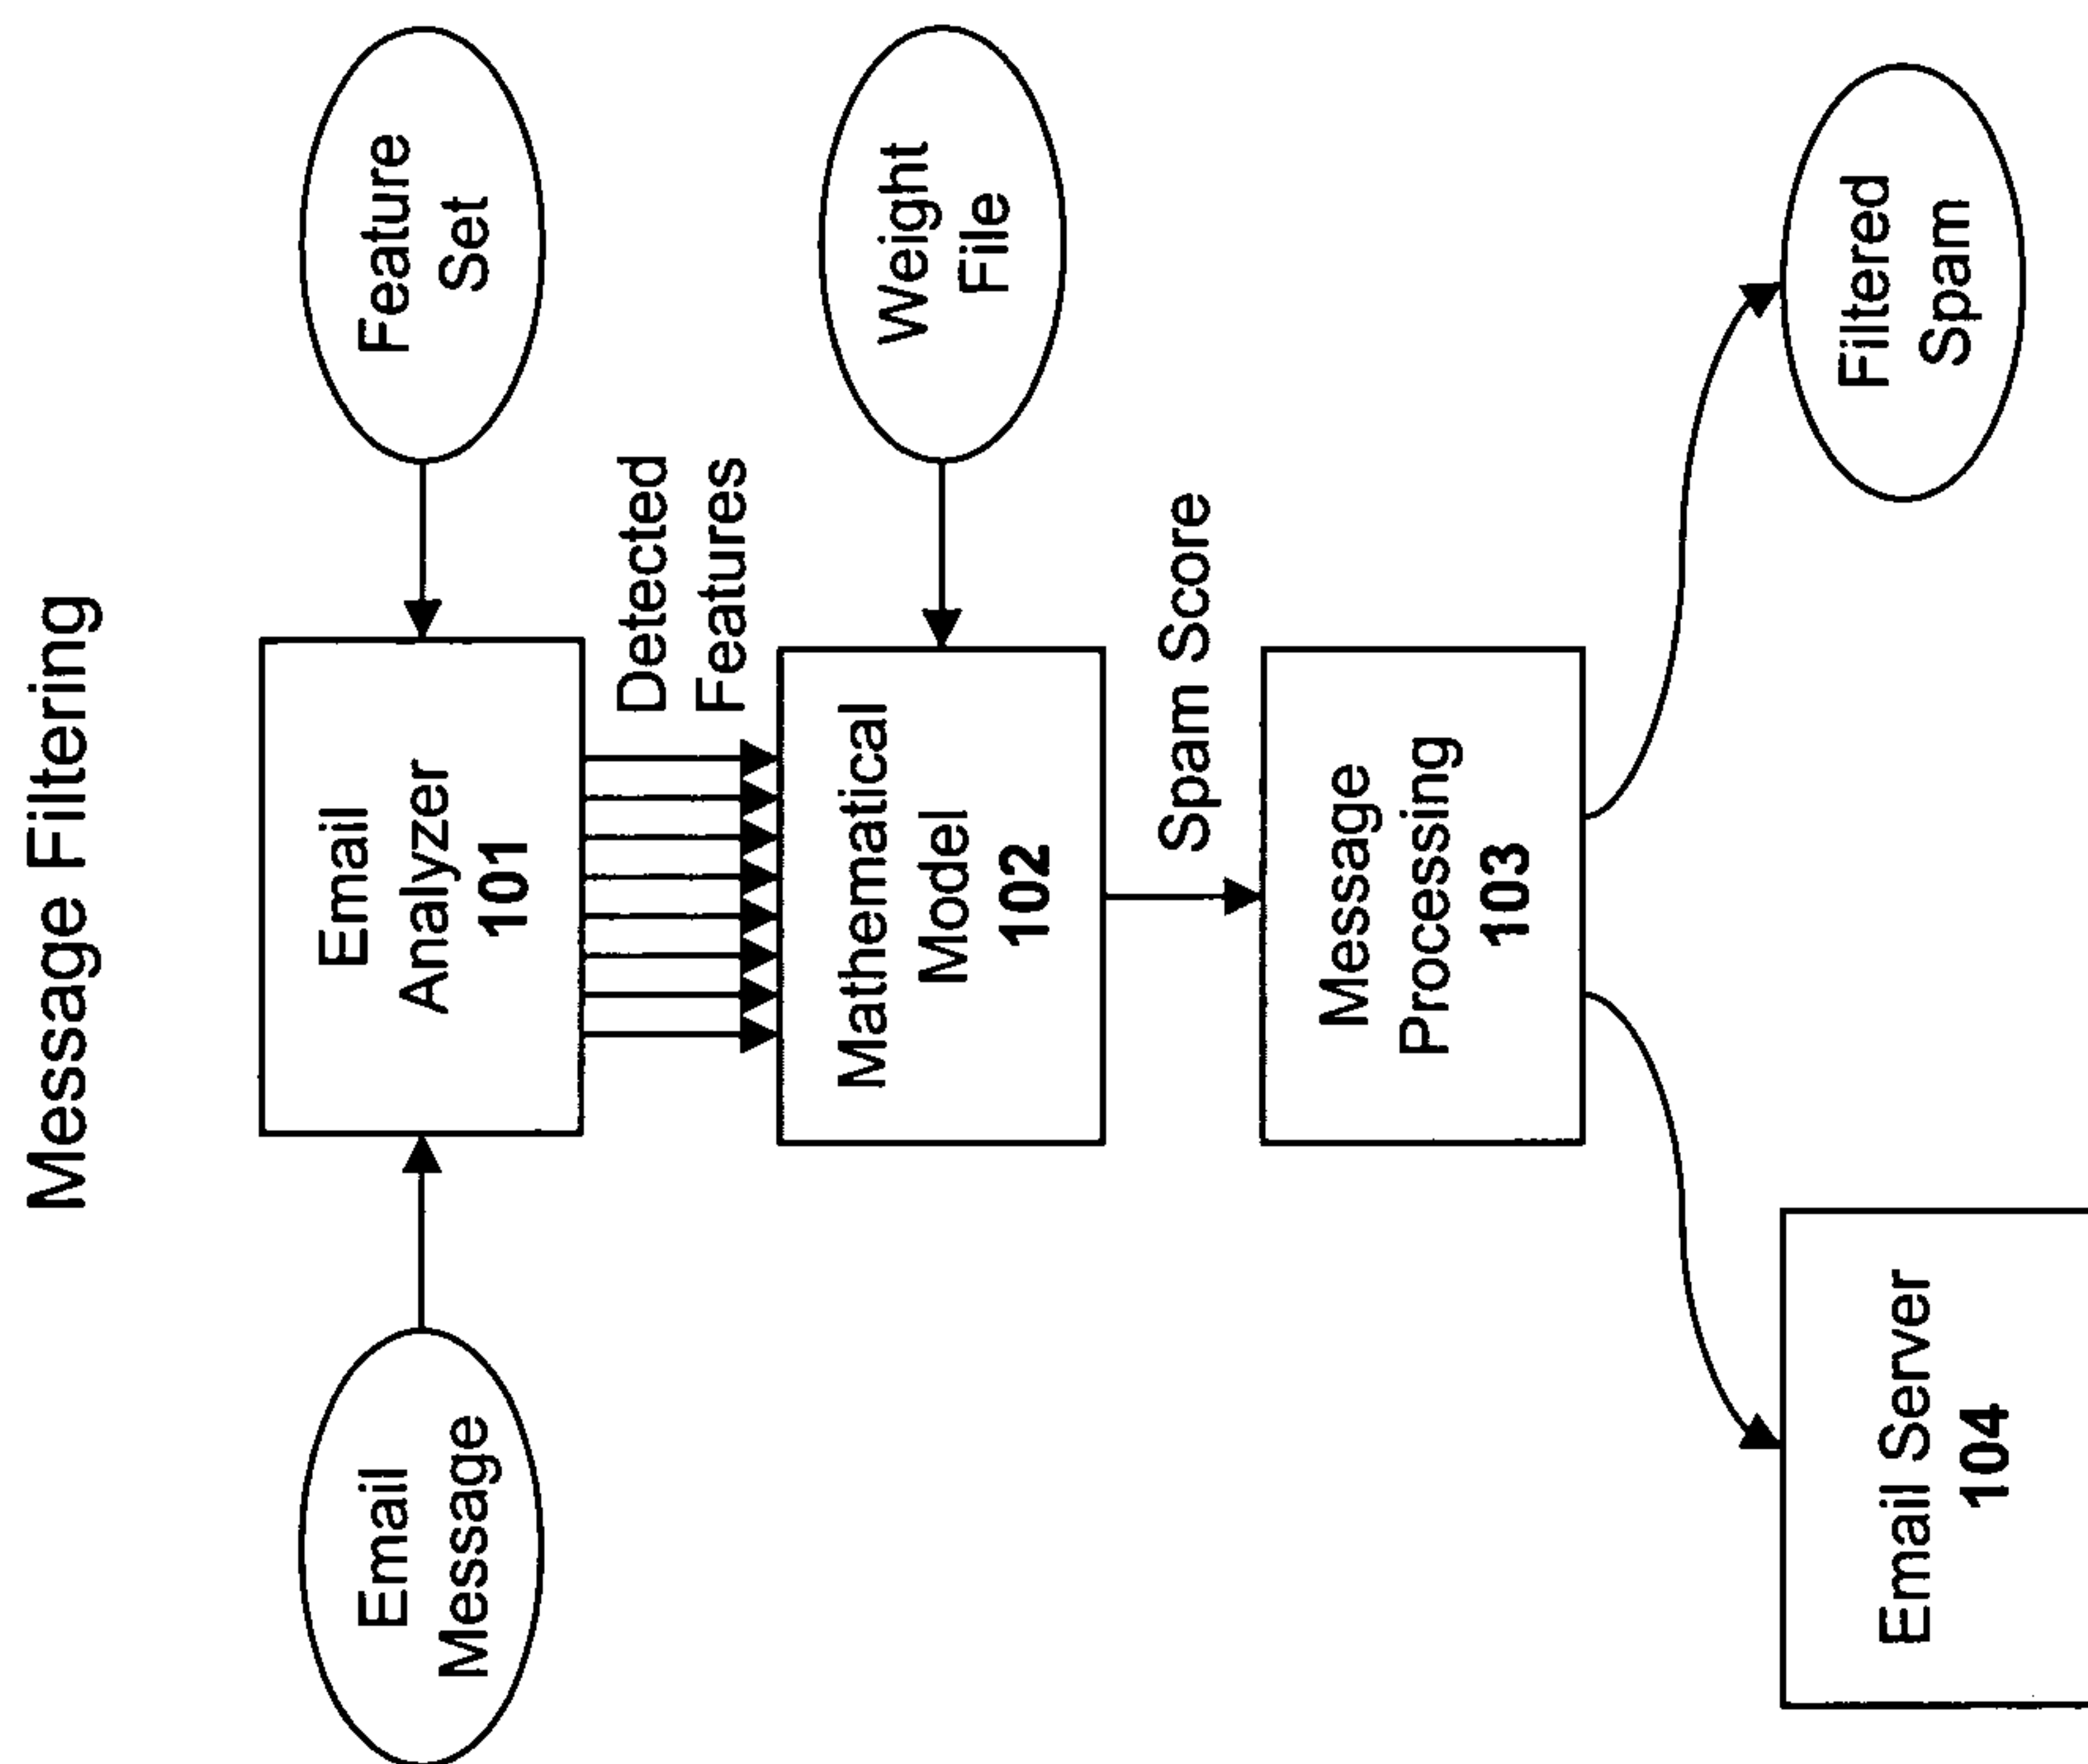 Message Filtering
Email
Message
Email
Analyzer
101
Feature
Set
Detected
Features
Mathematical
Model
102
Weight
File
Spam Score
Message
Processing
103
Email Server
104
Filtered
Spam